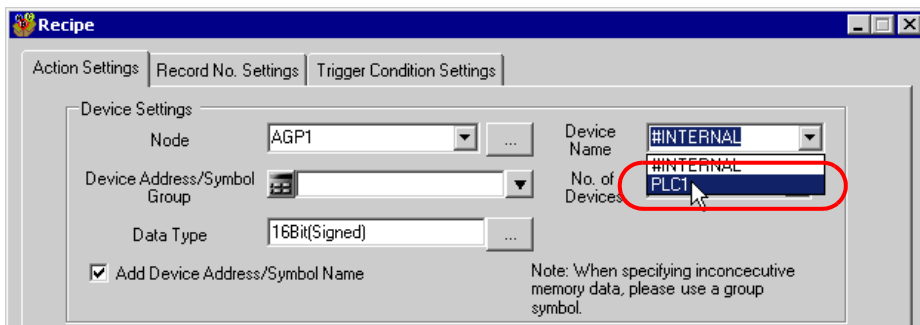 Recipe
Action Settings
Record No. Settings
Trigger Condition Settings
Device Settings
Node
AGP1
...
Device
Name
#INTERNAL
#INTERNAL
PLC1
Device Address/Symbol
Group
No. of
Devices
Data Type
16Bit(Signed)
...
Add Device Address/Symbol Name
Note: When specifying inconcecutive
memory data, please use a group
symbol.